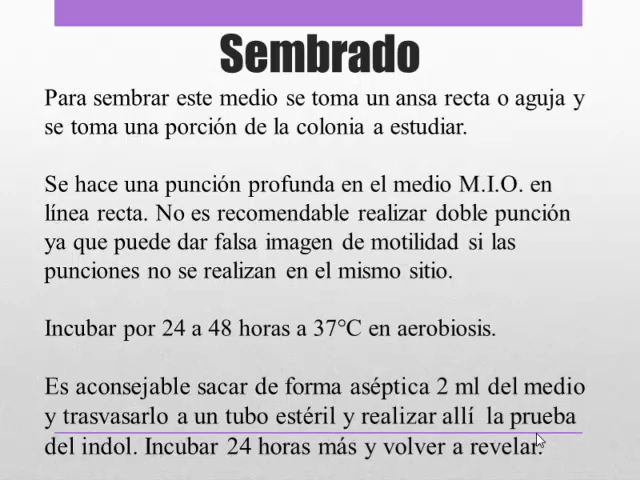 Sembrado
Para sembrar este medio se toma un ansa recta o aguja y
se toma una porción de la colonia a estudiar.
Se hace una punción profunda en el medio M.I.O. en
línea recta. No es recomendable realizar doble punción
ya que puede dar falsa imagen de motilidad si las
punciones no se realizan en el mismo sitio.
Incubar por 24 a 48 horas a 37°C en aerobiosis.
Es aconsejable sacar de forma aséptica 2 ml del medio
y trasvasarlo a un tubo estéril y realizar allí la prueba
del indol. Incubar 24 horas más y volver a revelar.